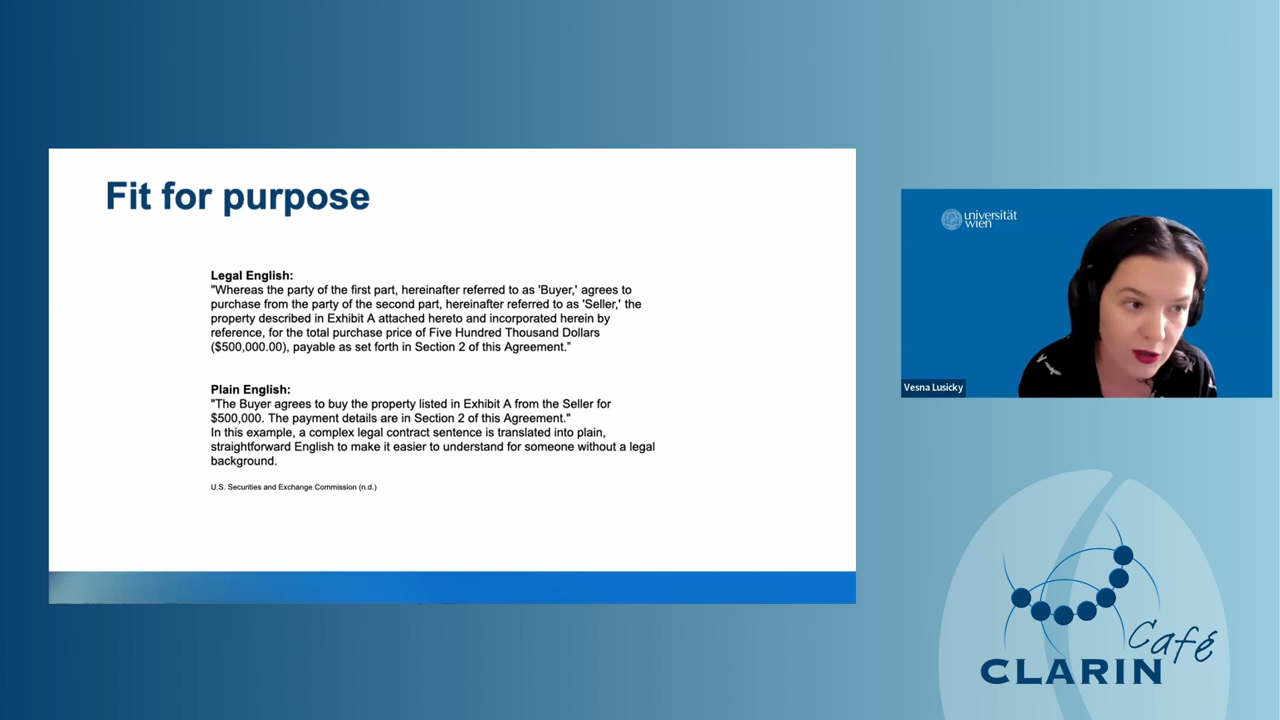 Fit for purpose
Legal English:
"Whereas the party of the first part, hereinafter referred to as 'Buyer,' agrees to
purchase from the party of the second part, hereinafter referred to as 'Seller,' the
property described in Exhibit A attached hereto and incorporated herein by
reference, for the total purchase price of Five Hundred Thousand Dollars
($500,000.00), payable as set forth in Section 2 of this Agreement."
Plain English:
"The Buyer agrees to buy the property listed in Exhibit A from the Seller for
$500,000. The payment details are in Section 2 of this Agreement."
In this example, a complex legal contract sentence is translated into plain,
straightforward English to make it easier to understand for someone without a legal
background.
U.S. Securities and Exchange Commission (n.d.)
universität
wien
Vesna Lusicky
Café
CLARIN